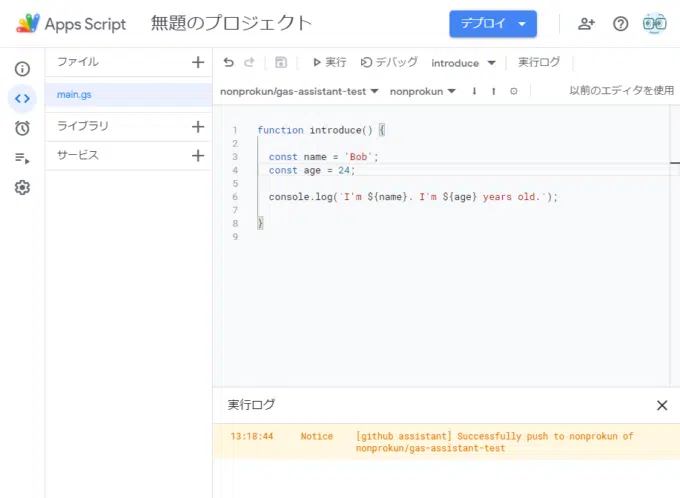 Apps Script 無題のプロジェクト デプロイ
ファイル
main.gs
ライブラリ
サービス
実行 デバッグ introduce 実行ログ
nonprokun/gas-assistant-test nonprokun 以前のエディタを使用
1 function introduce() {
2
3 const name = 'Bob';
4 const age = 24;
5
6 console.log(`I'm ${name}. I'm ${age} years old.`);
7
8 }
9
実行ログ
13:18:44 Notice [github assistant] Successfully push to nonprokun of
nonprokun/gas-assistant-test